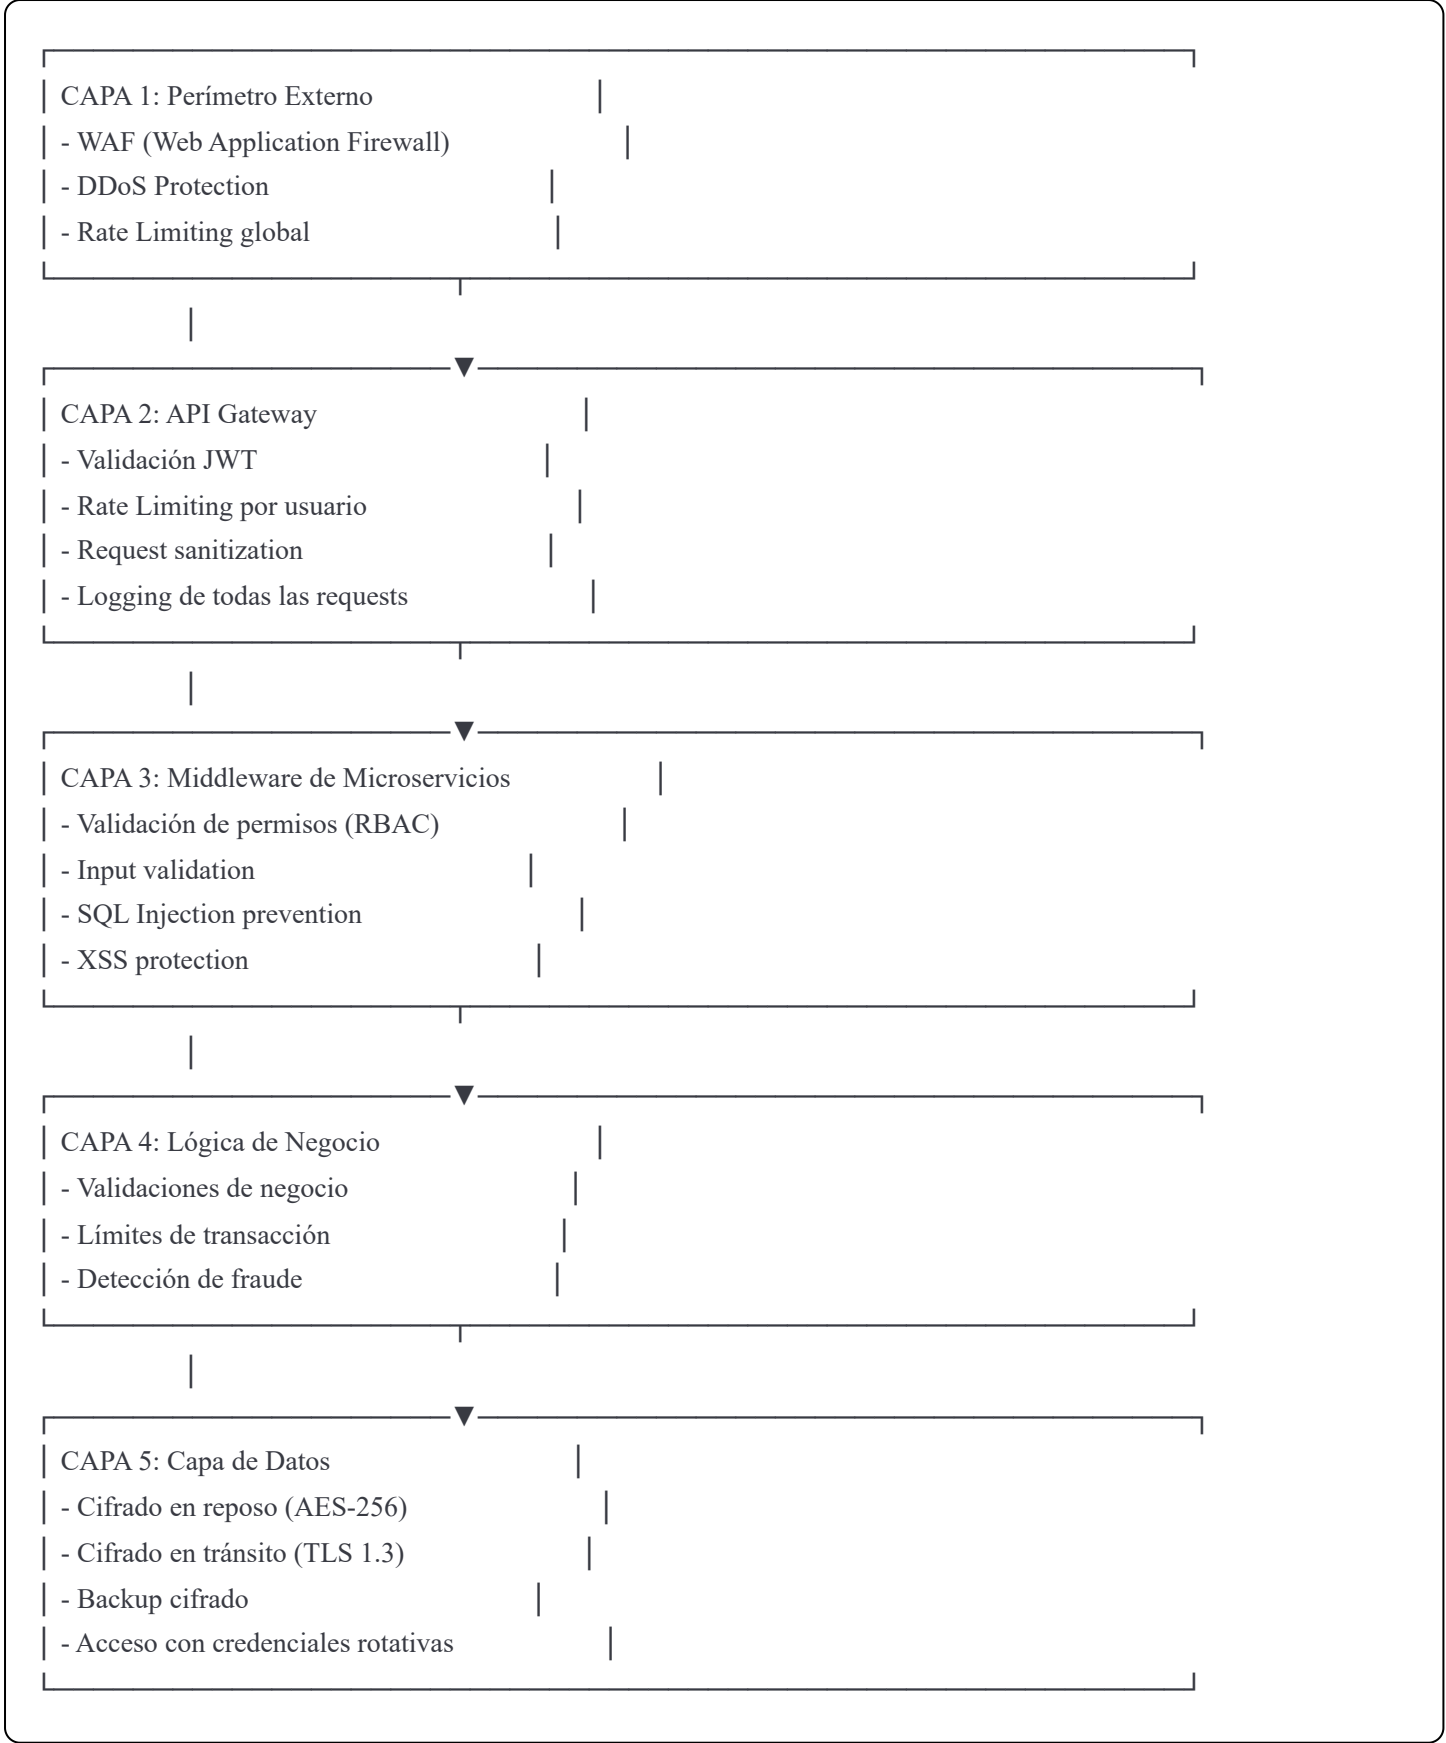 CAPA 1: Perímetro Externo
- WAF (Web Application Firewall)
- DDoS Protection
- Rate Limiting global
CAPA 2: API Gateway
- Validación JWT
- Rate Limiting por usuario
- Request sanitization
- Logging de todas las requests
CAPA 3: Middleware de Microservicios
- Validación de permisos (RBAC)
- Input validation
- SQL Injection prevention
- XSS protection
CAPA 4: Lógica de Negocio
- Validaciones de negocio
- Límites de transacción
- Detección de fraude
CAPA 5: Capa de Datos
- Cifrado en reposo (AES-256)
- Cifrado en tránsito (TLS 1.3)
- Backup cifrado
- Acceso con credenciales rotativas